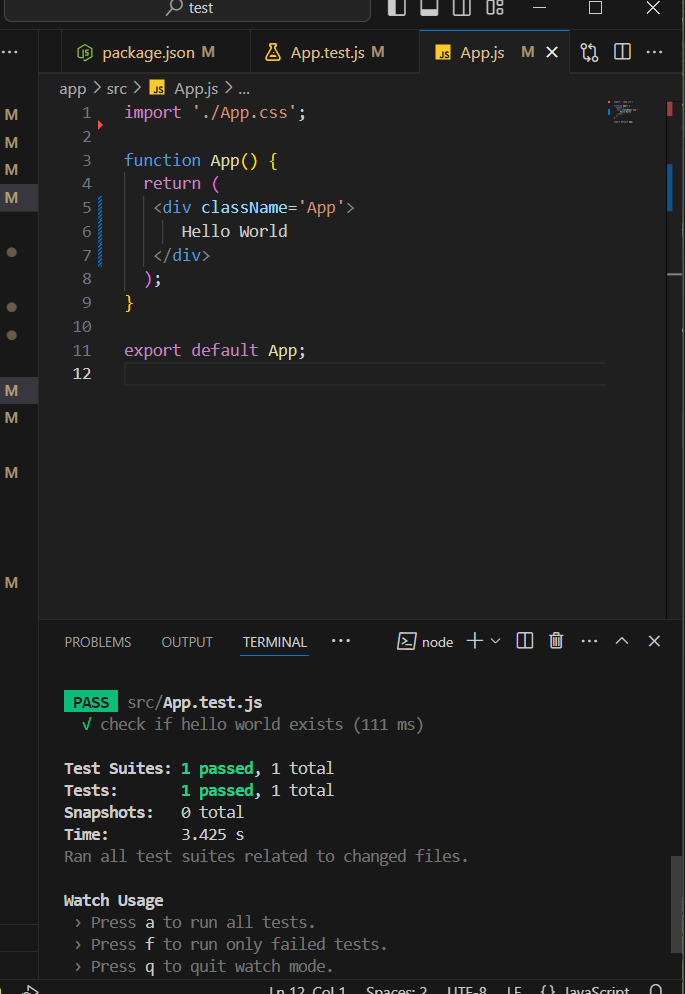 test
package.json M
App.test.js M
JS App.js M
app > src > JS App.js > ...
M
M
M
M
M
M
M
M
1 import './App.css';
2
3 function App() {
4 return (
5 <div className='App'>
6 Hello World
7 </div>
8 );
9 }
10
11 export default App;
12
PROBLEMS OUTPUT TERMINAL ... node
PASS src/App.test.js
√ check if hello world exists (111 ms)
Test Suites: 1 passed, 1 total
Tests: 1 passed, 1 total
Snapshots: 0 total
Time: 3.425 s
Ran all test suites related to changed files.
Watch Usage
› Press a to run all tests.
› Press f to run only failed tests.
› Press q to quit watch mode.
Ln 12, Col 1 Spaces: 2 UTF-8 LF {} JavaScript